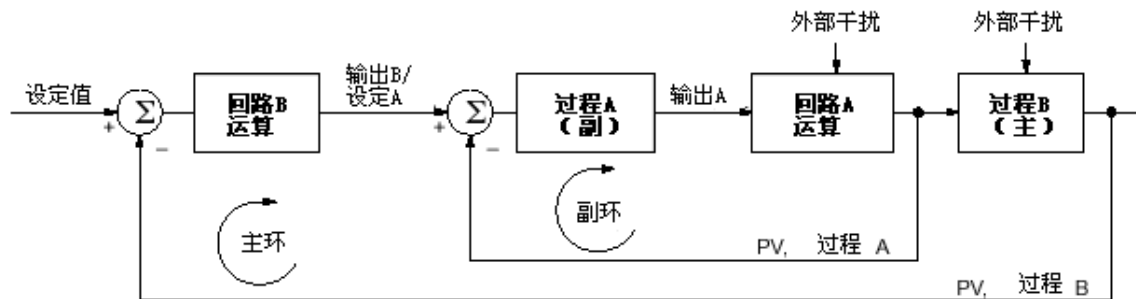 外部干扰
外部干扰
设定值
+
Σ
−
回路B
运算
输出B/
设定A
+
Σ
−
过程A
(副)
输出A
回路A
运算
过程B
(主)
主环
副环
PV, 过程 A
PV, 过程 B